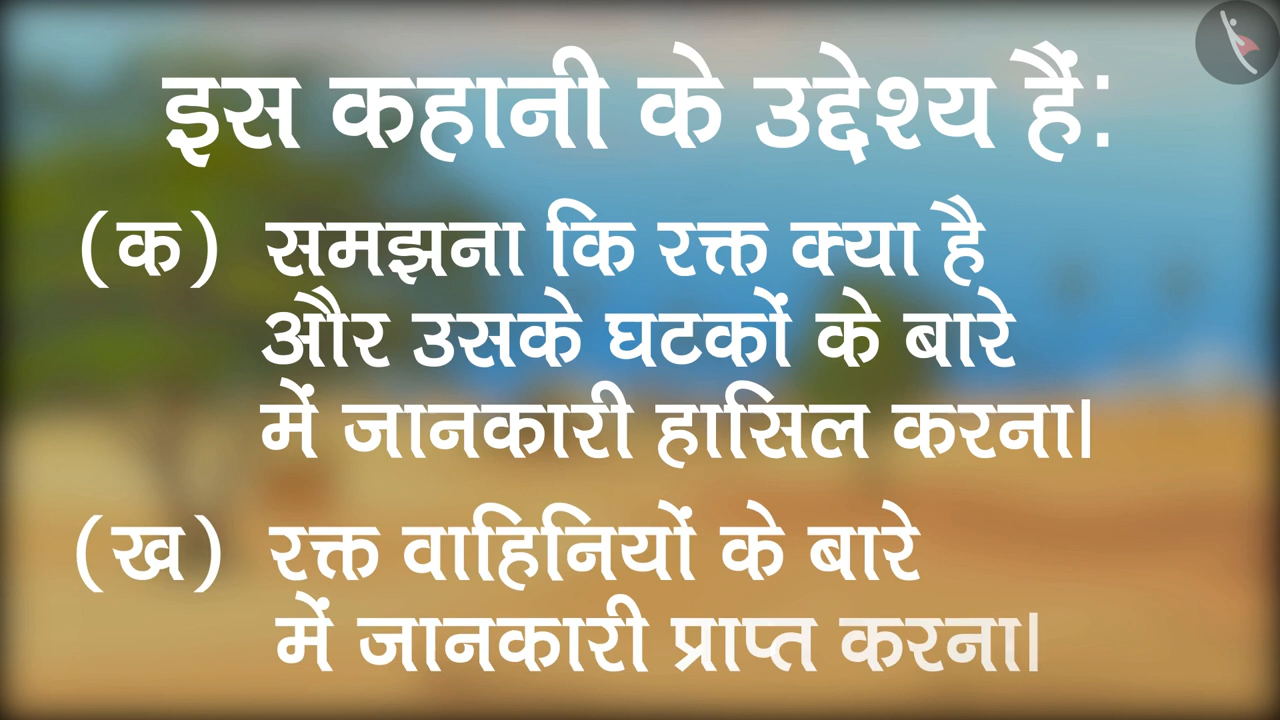 इस कहानी के उद्देश्य हैं:
(क) समझना कि रक्त क्या है
और उसके घटकों के बारे
में जानकारी हासिल करना।
(ख) रक्त वाहिनियों के बारे
में जानकारी प्राप्त करना।